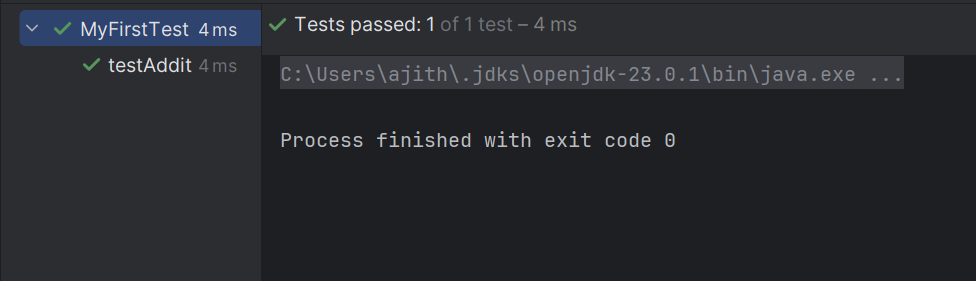 MyFirstTest 4 ms
testAddit 4 ms
Tests passed: 1 of 1 test – 4 ms
C:\Users\ajith\.jdks\openjdk-23.0.1\bin\java.exe ...
Process finished with exit code 0